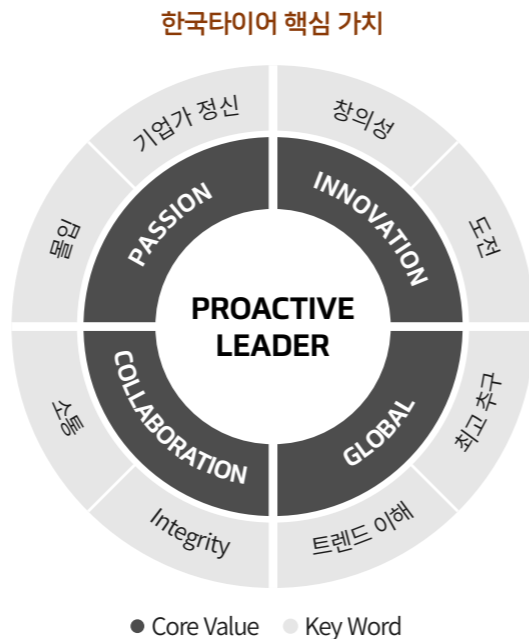 한국타이어 핵심 가치
기업가 정신
창의성
몰입
PASSION
INNOVATION
도전
PROACTIVE
LEADER
소통
COLLABORATION
GLOBAL
최고 추구
Integrity
트렌드 이해
Core Value
Key Word